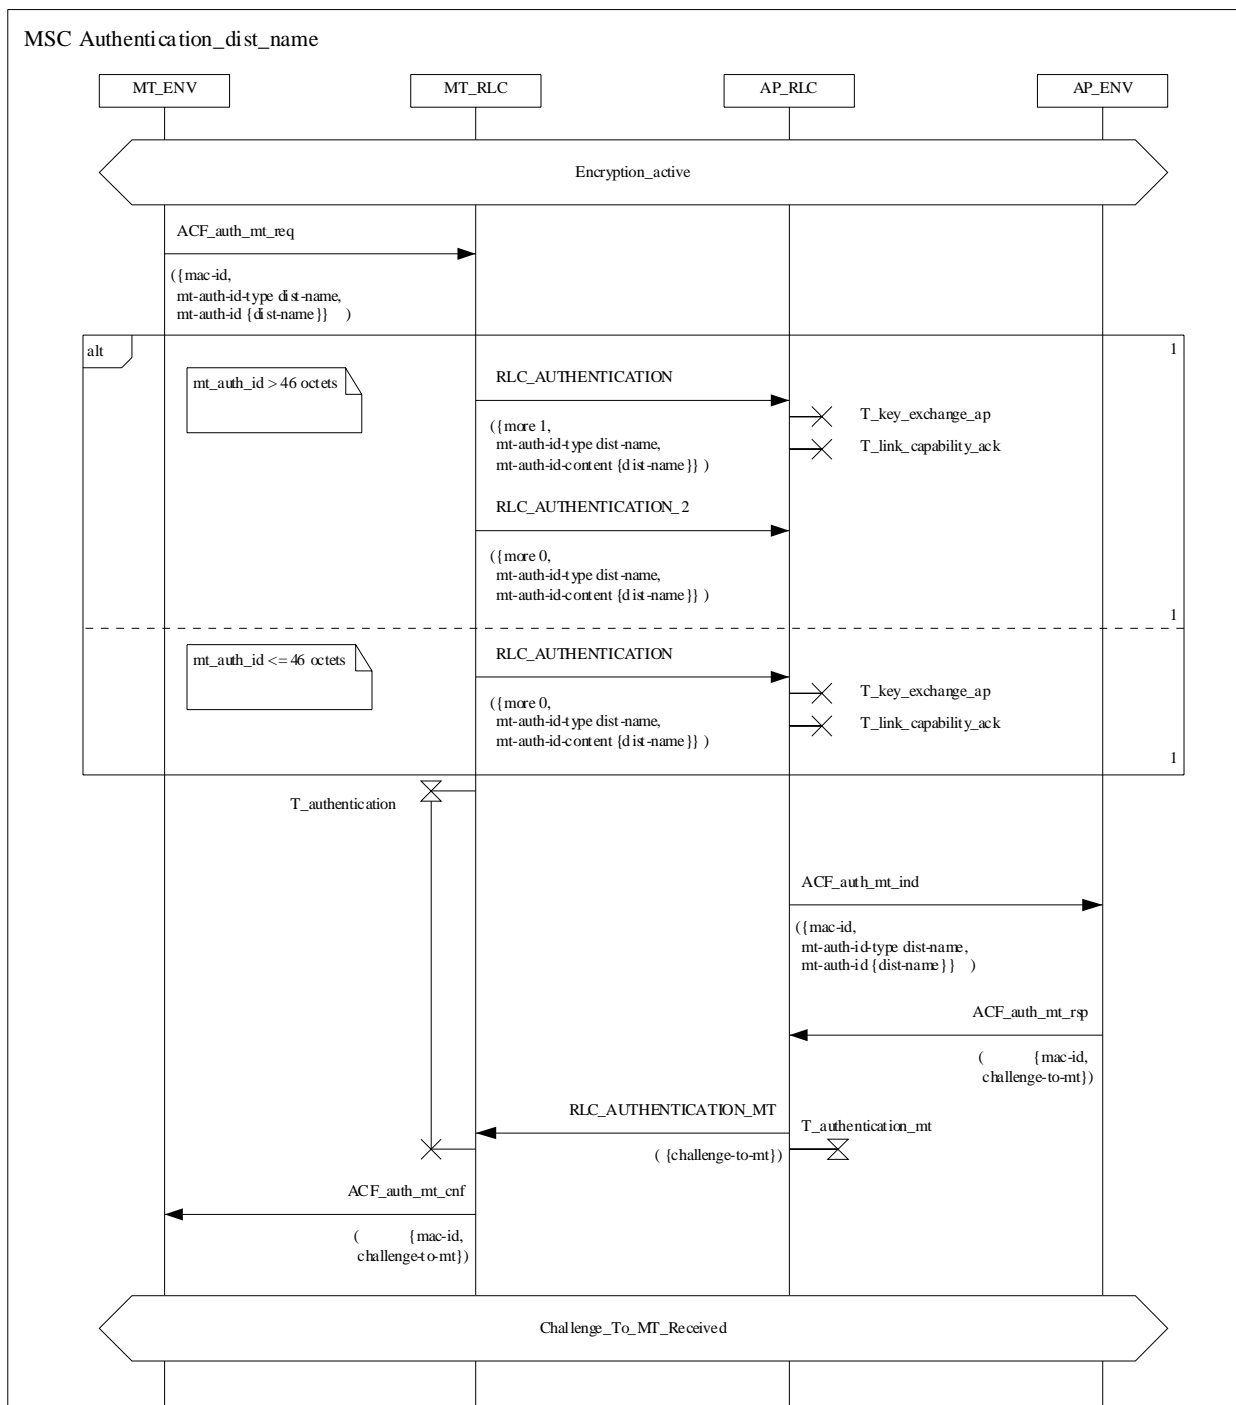 MSC Authentication_dist_name
MT_ENV
MT_RLC
AP_RLC
AP_ENV
Encryption_active
ACF_auth_mt_req
({mac-id,
mt-auth-id-type dist-name,
mt-auth-id {dist-name}} )
alt
1
mt_auth_id > 46 octets
RLC_AUTHENTICATION
T_key_exchange_ap
({more 1,
mt-auth-id-type dist-name,
mt-auth-id-content {dist-name}} )
T_link_capability_ack
RLC_AUTHENTICATION_2
({more 0,
mt-auth-id-type dist-name,
mt-auth-id-content {dist-name}} )
1
mt_auth_id <= 46 octets
RLC_AUTHENTICATION
T_key_exchange_ap
({more 0,
mt-auth-id-type dist-name,
mt-auth-id-content {dist-name}} )
T_link_capability_ack
1
T_authentication
ACF_auth_mt_ind
({mac-id,
mt-auth-id-type dist-name,
mt-auth-id {dist-name}} )
ACF_auth_mt_rsp
( {mac-id,
challenge-to-mt})
RLC_AUTHENTICATION_MT
T_authentication_mt
( {challenge-to-mt})
ACF_auth_mt_cnf
( {mac-id,
challenge-to-mt})
Challenge_To_MT_Received